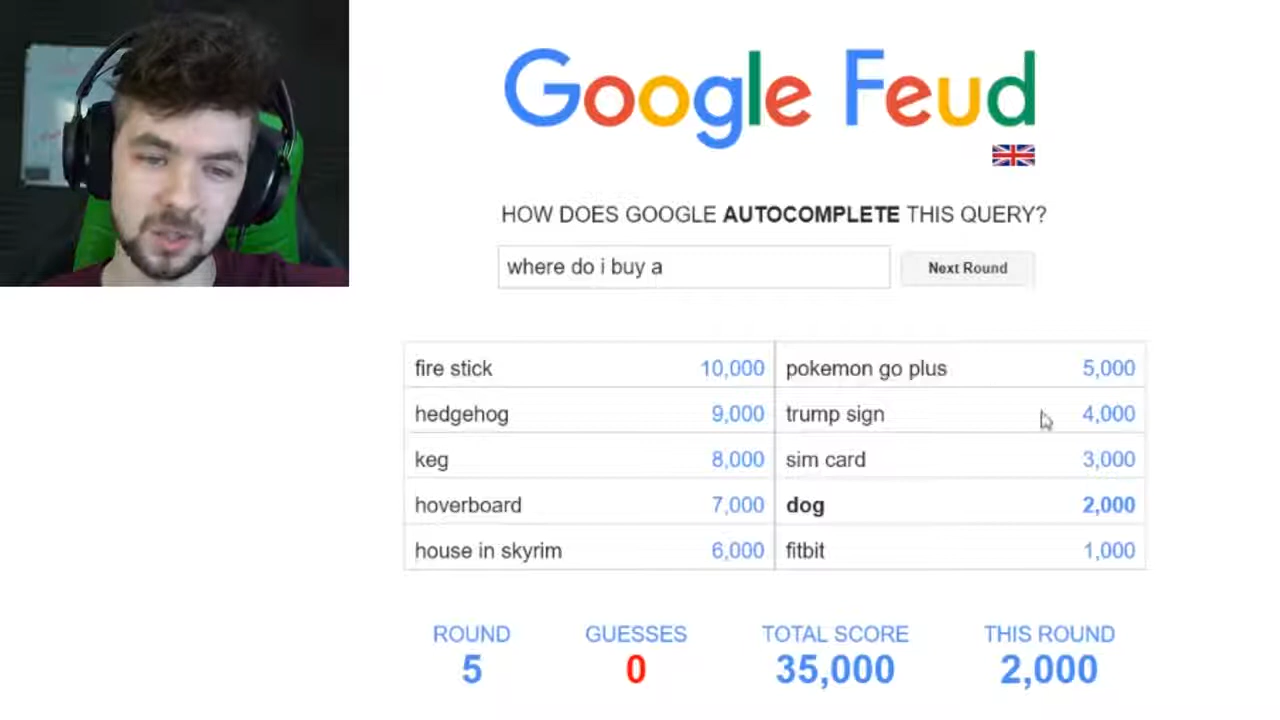 Google Feud
HOW DOES GOOGLE AUTOCOMPLETE THIS QUERY?
where do i buy a
Next Round
fire stick 10,000
hedgehog 9,000
keg 8,000
hoverboard 7,000
house in skyrim 6,000
pokemon go plus 5,000
trump sign 4,000
sim card 3,000
dog 2,000
fitbit 1,000
ROUND GUESSES TOTAL SCORE THIS ROUND
5 0 35,000 2,000